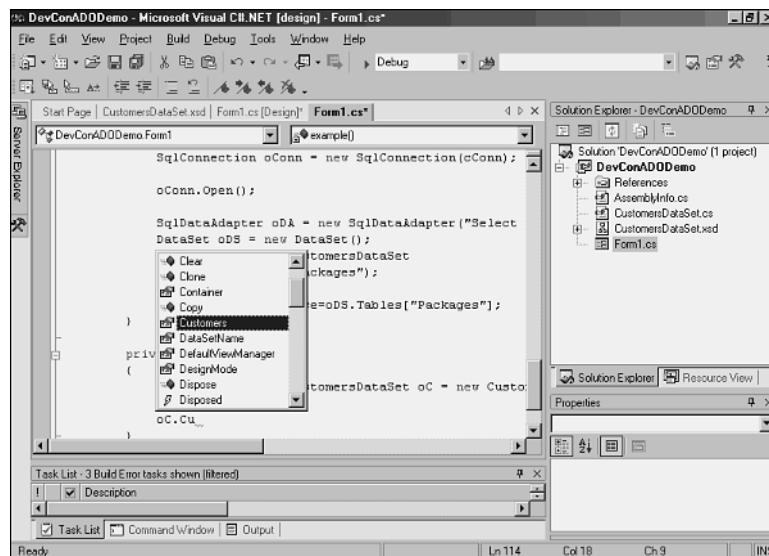 DevConADODemo - Microsoft Visual C#.NET [design] - Form1.cs*
File Edit View Project Build Debug Tools Window Help
Debug
Start Page | CustomersDataSet.xsd | Form1.cs [Design]* Form1.cs*
DevConADODemo.Form1
example()
Server Explorer
SqlConnection oConn = new SqlConnection(cConn);
oConn.Open();
SqlDataAdapter oDA = new SqlDataAdapter("Select
DataSet oDS = new DataSet();
tomersDataSet
ckages");
e=oDS.Tables["Packages"];
}
priv
{
tomersDataSet oC = new Custo
oC.Cu
}
Clear
Clone
Container
Copy
Customers
DataSetName
DefaultViewManager
DesignMode
Dispose
Disposed
Solution Explorer - DevConADODemo
Solution 'DevConADODemo' (1 project)
DevConADODemo
References
AssemblyInfo.cs
CustomersDataSet.cs
CustomersDataSet.xsd
Form1.cs
Solution Explorer Resource View
Properties
Task List - 3 Build Error tasks shown (filtered)
! Description
Task List Command Window Output
Ready Ln 114 Col 18 Ch 9 INS